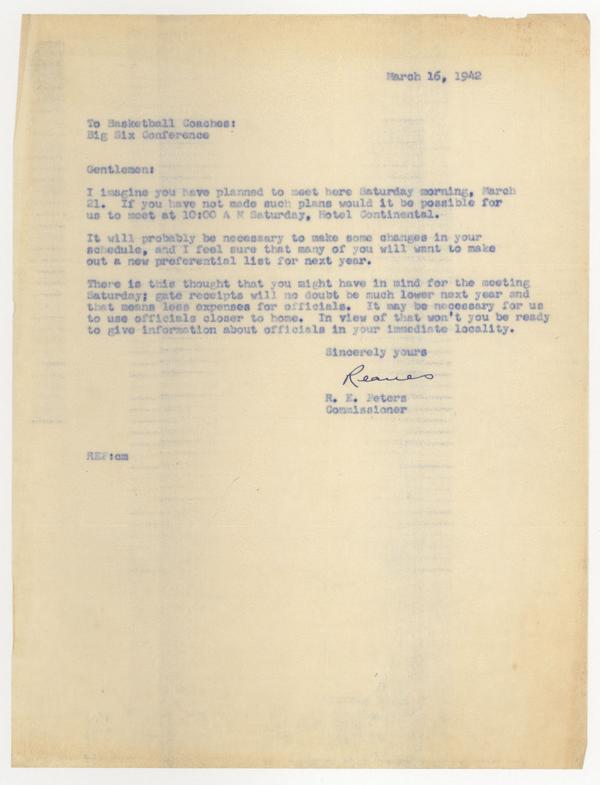 March 16, 1942
To Basketball Coaches:
Big Six Conference
Gentlemen:
I imagine you have planned to meet here Saturday morning, March
21. If you have not made such plans would it be possible for
us to meet at 10:00 A M Saturday, Hotel Continental.
It will probably be necessary to make some changes in your
schedule, and I feel sure that many of you will want to make
out a new preferential list for next year.
There is this thought that you might have in mind for the meeting
Saturday; gate receipts will no doubt be much lower next year and
that means less expenses for officials. It may be necessary for us
to use officials closer to home. In view of that won't you be ready
to give information about officials in your immediate locality.
Sincerely yours
Reaves
R. E. Peters
Commissioner
REP:cm